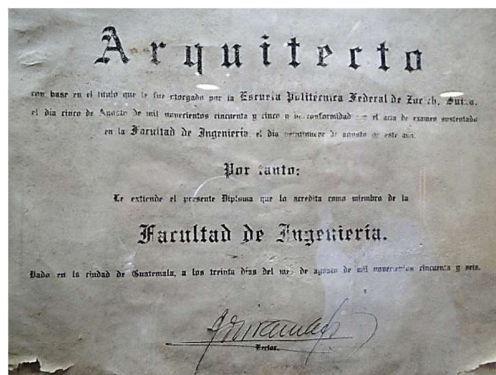 Arquitecto
con base en el titulo que le fue otorgado por la Escuela Politécnica Federal de Zurich, Suiza,
el día cinco de Agosto de mil novecientos cincuenta y cinco y de conformidad con el acta de examen sustentado
en la Facultad de Ingeniería, el día veintinueve de agosto de este año.
Por tanto:
Le extiende el presente Diploma que lo acredita como miembro de la
Facultad de Ingeniería.
Dado en la ciudad de Guatemala, a los treinta días del mes de agosto de mil novecientos cincuenta y seis.
Rector.